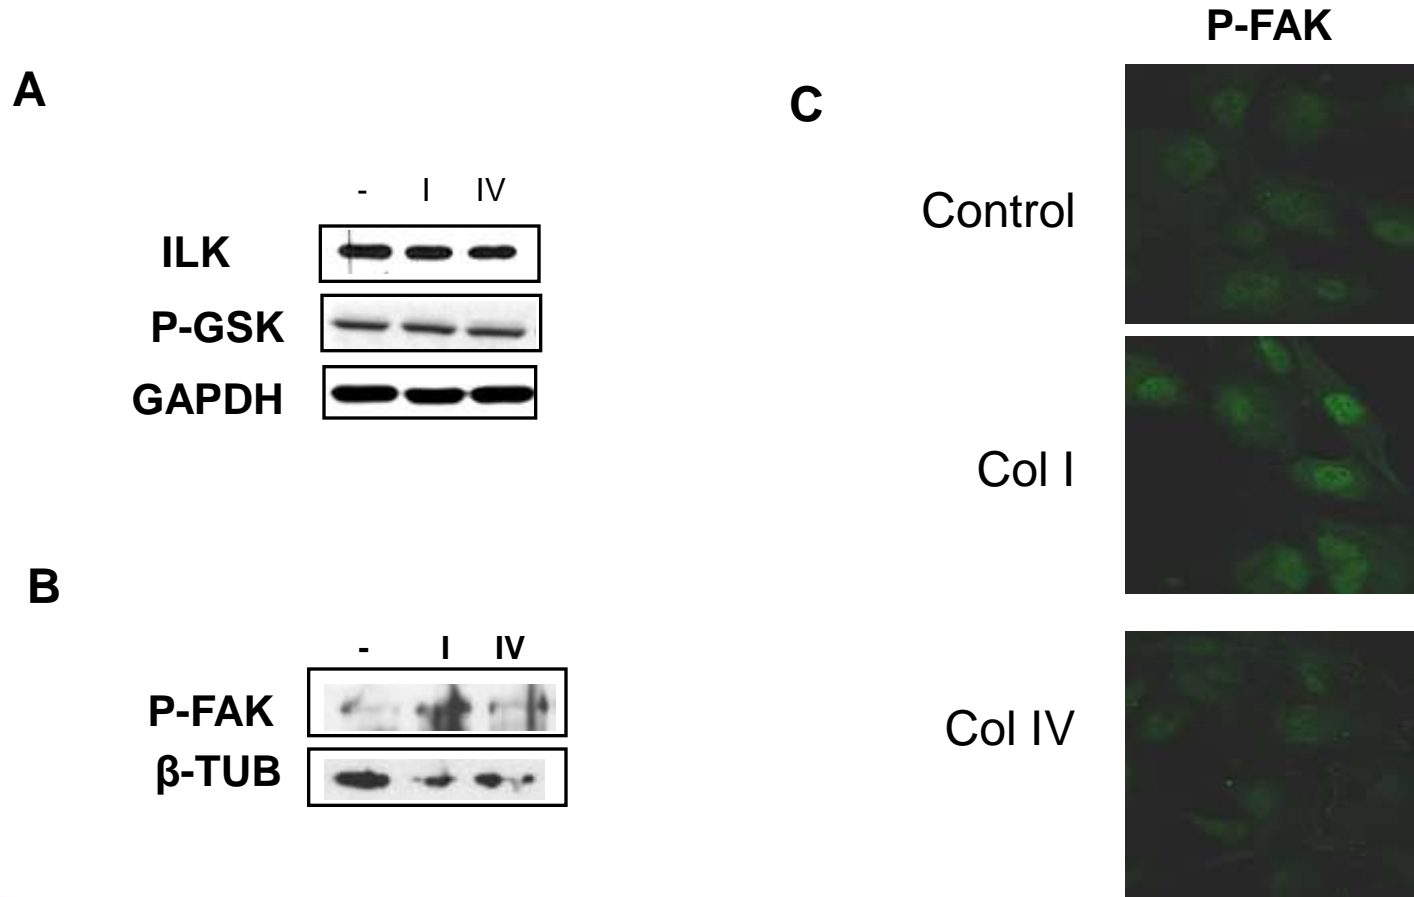 A
- I IV
ILK
P-GSK
GAPDH
B
- I IV
P-FAK
β-TUB
C
P-FAK
Control
Col I
Col IV